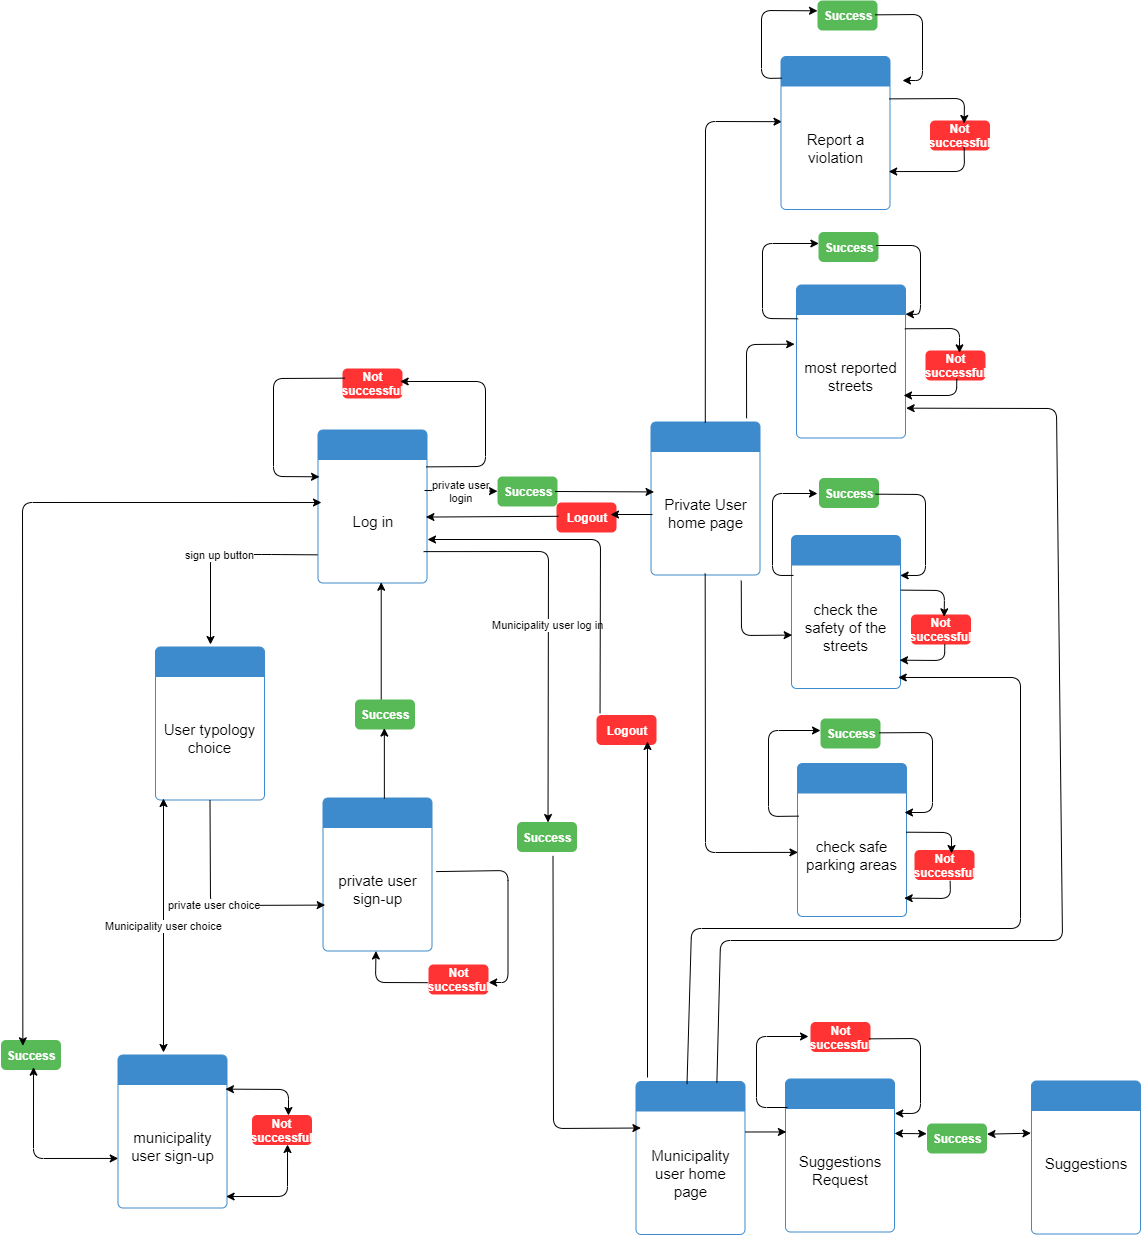 Success
Report a
violation
Not
successful
Success
most reported
streets
Not
successful
Not
successful
Log in
private user
login
Success
Logout
Private User
home page
Success
check the
safety of the
streets
Not
successful
sign up button
Municipality user log in
User typology
choice
Success
Logout
Success
check safe
parking areas
Not
successful
Success
private user
sign-up
private user choice
Municipality user choice
Not
successful
Success
municipality
user sign-up
Not
successful
Municipality
user home
page
Not
successful
Suggestions
Request
Success
Suggestions